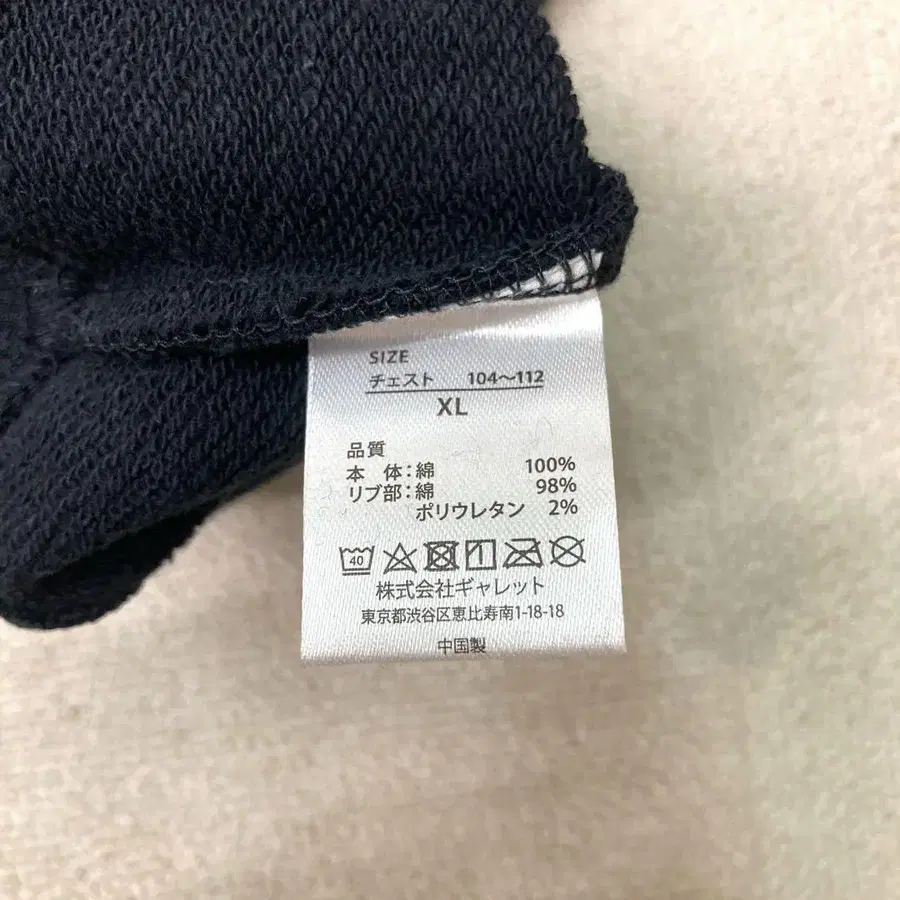 SIZE
チェスト 104〜112
XL
品質
本 体：綿 100%
リブ部：綿 98%
ポリウレタン 2%
40
株式会社ギャレット
東京都渋谷区恵比寿南1-18-18
中国製